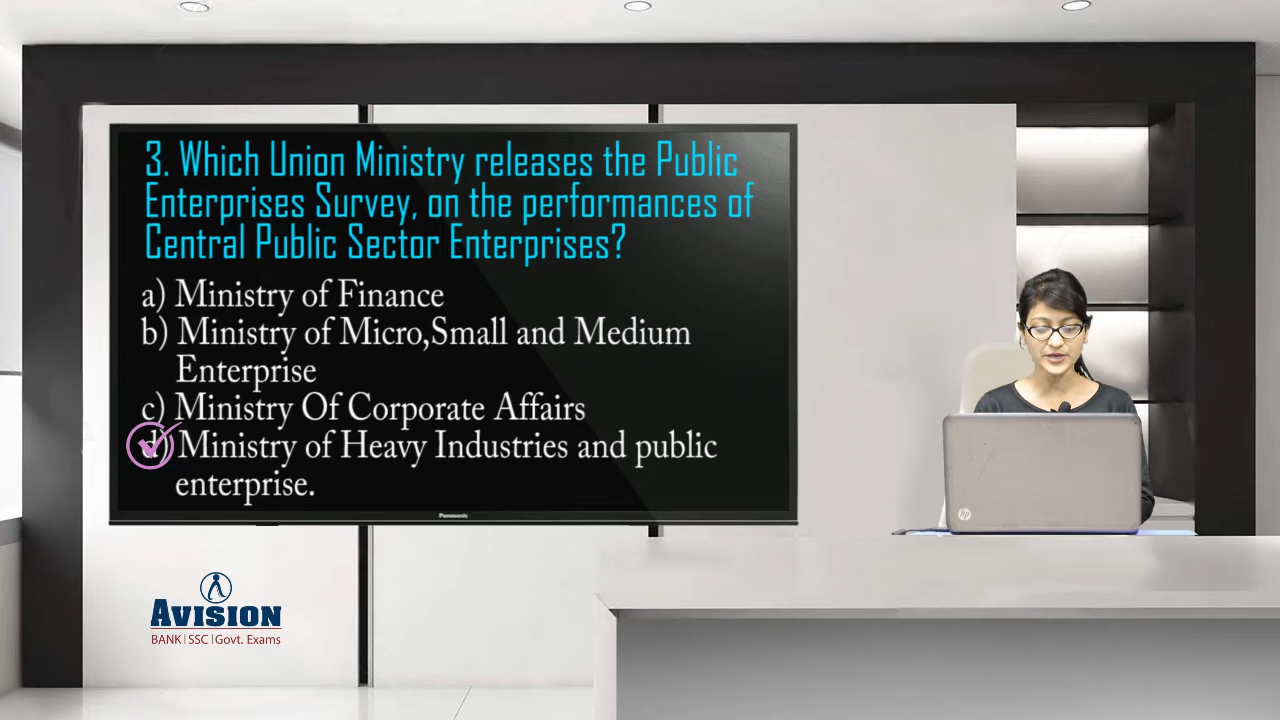 3. Which Union Ministry releases the Public
Enterprises Survey, on the performances of
Central Public Sector Enterprises?
a) Ministry of Finance
b) Ministry of Micro,Small and Medium
Enterprise
c) Ministry Of Corporate Affairs
d) Ministry of Heavy Industries and public
enterprise.
Panasonic
hp
AVISION
BANK|SSC|Govt. Exams